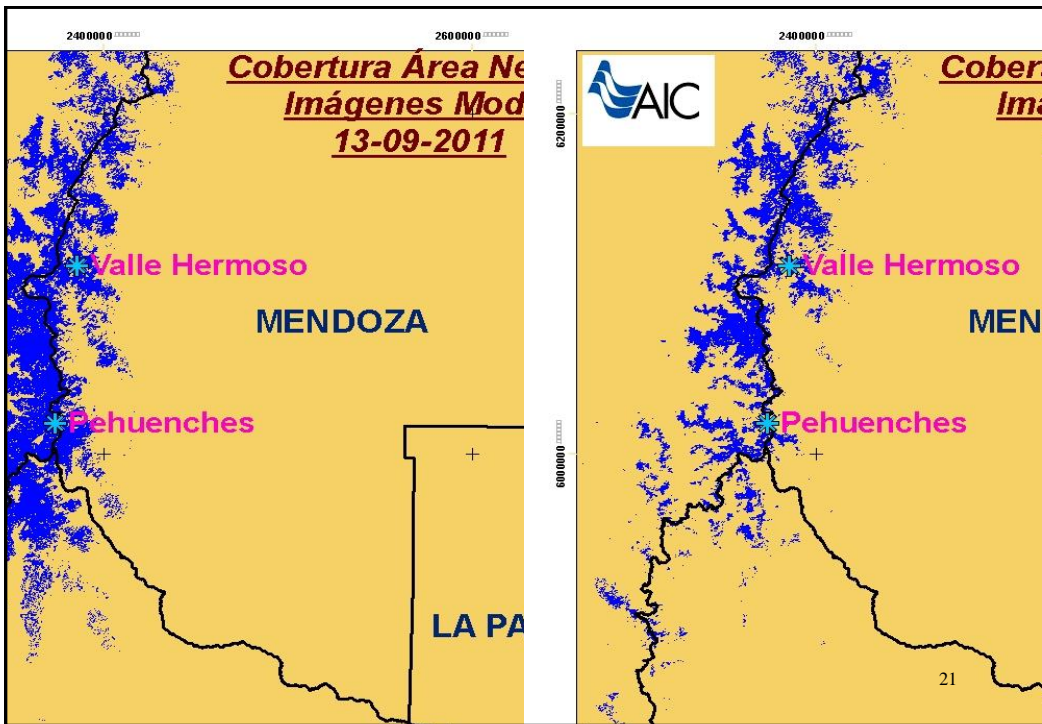 2400000
2600000
Cobertura Área Ne
Imágenes Mod
13-09-2011
Valle Hermoso
MENDOZA
Pehuenches
LA PA
2400000
6200000
6000000
AIC
Cober
Imá
Valle Hermoso
MEN
Pehuenches
21